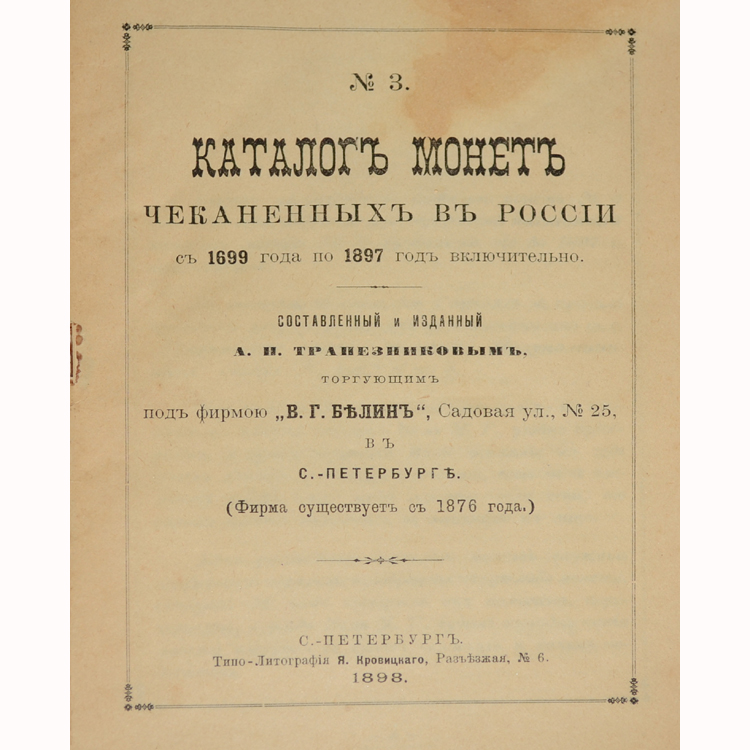 № 3.
КАТАЛОГЪ МОНЕТЪ
ЧЕКАНЕННЫХЪ ВЪ РОССІИ
съ 1699 года по 1897 годъ включительно.
СОСТАВЛЕННЫЙ и ИЗДАННЫЙ
А. И. ТРАПЕЗНИКОВЫМЪ,
ТОРГУЮЩИМЪ
подъ фирмою „В. Г. БѢЛИНЪ“, Садовая ул., № 25,
ВЪ
С.-ПЕТЕРБУРГѢ.
(Фирма существуетъ съ 1876 года.)
С.-ПЕТЕРБУРГЪ.
Типо-Литографія Я. Кровицкаго, Разъѣзжая, № 6.
1898.